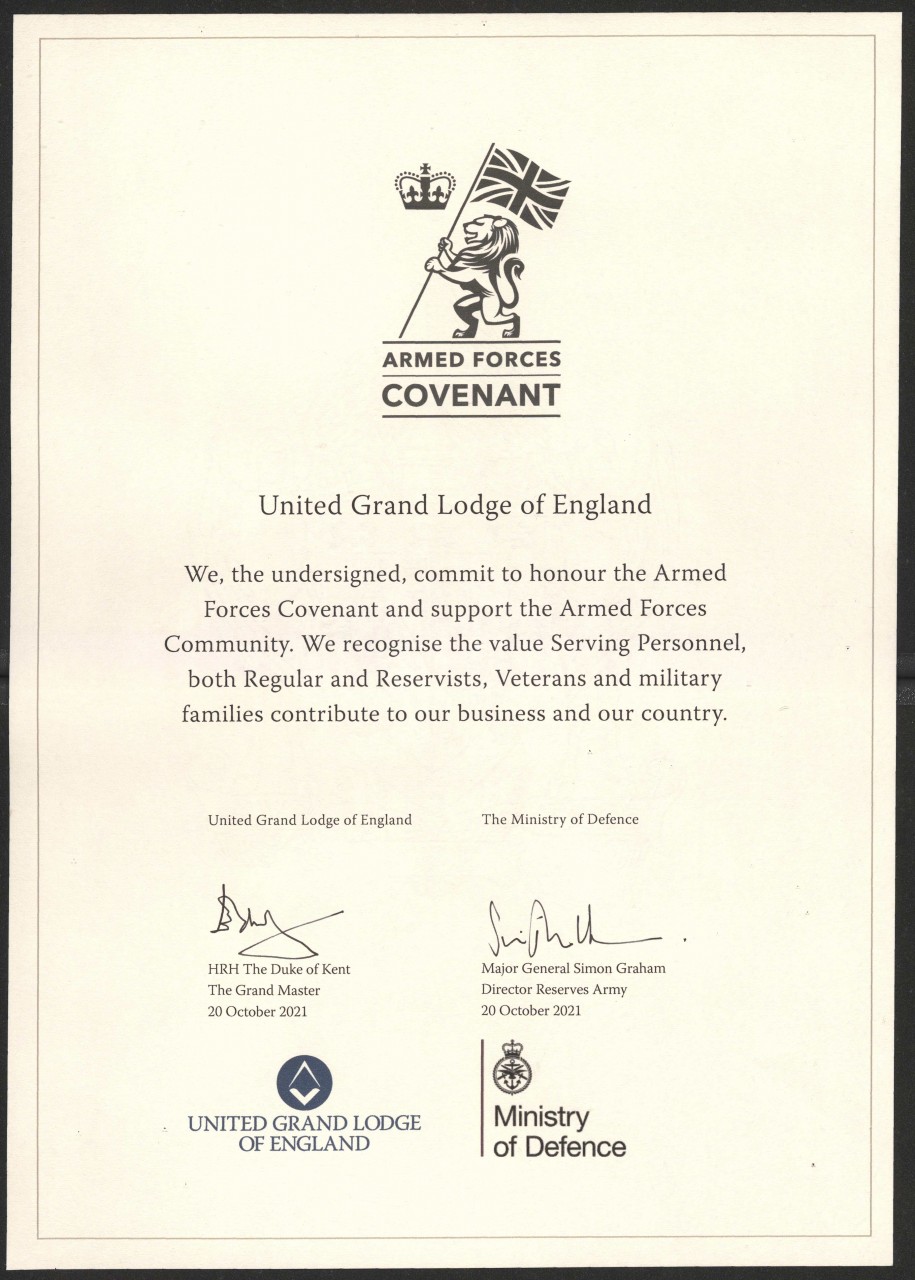 ARMED FORCES
COVENANT
United Grand Lodge of England
We, the undersigned, commit to honour the Armed
Forces Covenant and support the Armed Forces
Community. We recognise the value Serving Personnel,
both Regular and Reservists, Veterans and military
families contribute to our business and our country.
United Grand Lodge of England
HRH The Duke of Kent
The Grand Master
20 October 2021
UNITED GRAND LODGE
OF ENGLAND
The Ministry of Defence
Major General Simon Graham
Director Reserves Army
20 October 2021
Ministry
of Defence